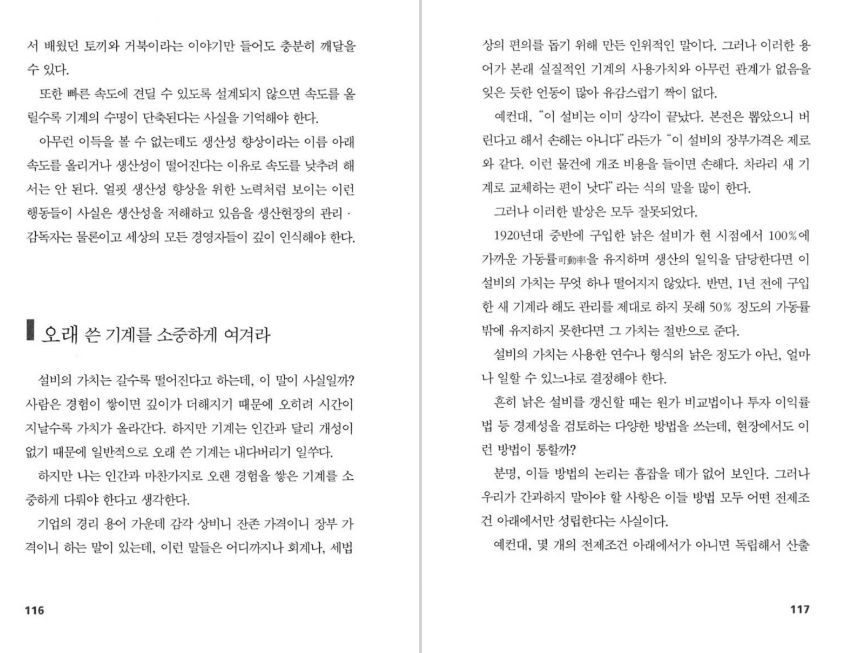 서 배웠던 토끼와 거북이라는 이야기만 들어도 충분히 깨달을
수 있다.
또한 빠른 속도에 견딜 수 있도록 설계되지 않으면 속도를 올
릴수록 기계의 수명이 단축된다는 사실을 기억해야 한다.
아무런 이득을 볼 수 없는데도 생산성 향상이라는 이름 아래
속도를 올리거나 생산성이 떨어진다는 이유로 속도를 낮추려 해
서는 안 된다. 얼핏 생산성 향상을 위한 노력처럼 보이는 이런
행동들이 사실은 생산성을 저해하고 있음을 생산현장의 관리 ·
감독자는 물론이고 세상의 모든 경영자들이 깊이 인식해야 한다.
오래 쓴 기계를 소중하게 여겨라
설비의 가치는 갈수록 떨어진다고 하는데, 이 말이 사실일까?
사람은 경험이 쌓이면 깊이가 더해지기 때문에 오히려 시간이
지날수록 가치가 올라간다. 하지만 기계는 인간과 달리 개성이
없기 때문에 일반적으로 오래 쓴 기계는 내다버리기 일쑤다.
하지만 나는 인간과 마찬가지로 오랜 경험을 쌓은 기계를 소
중하게 다뤄야 한다고 생각한다.
기업의 경리 용어 가운데 감각 상비니 잔존 가격이니 장부 가
격이니 하는 말이 있는데, 이런 말들은 어디까지나 회계나, 세법
116
상의 편의를 돕기 위해 만든 인위적인 말이다. 그러나 이러한 용
어가 본래 실질적인 기계의 사용가치와 아무런 관계가 없음을
잊은 듯한 언동이 많아 유감스럽기 짝이 없다.
예컨대, "이 설비는 이미 상각이 끝났다. 본전은 뽑았으니 버
린다고 해서 손해는 아니다" 라든가 "이 설비의 장부가격은 제로
와 같다. 이런 물건에 개조 비용을 들이면 손해다. 차라리 새 기
계로 교체하는 편이 낫다" 라는 식의 말을 많이 한다.
그러나 이러한 발상은 모두 잘못되었다.
1920년대 중반에 구입한 낡은 설비가 현 시점에서 100%에
가까운 가동률可動率을 유지하며 생산의 일익을 담당한다면 이
설비의 가치는 무엇 하나 떨어지지 않았다. 반면, 1년 전에 구입
한 새 기계라 해도 관리를 제대로 하지 못해 50% 정도의 가동률
밖에 유지하지 못한다면 그 가치는 절반으로 준다.
설비의 가치는 사용한 연수나 형식의 낡은 정도가 아닌, 얼마
나 일할 수 있느냐로 결정해야 한다.
흔히 낡은 설비를 갱신할 때는 원가 비교법이나 투자 이익률
법 등 경제성을 검토하는 다양한 방법을 쓰는데, 현장에서도 이
런 방법이 통할까?
분명, 이들 방법의 논리는 흠잡을 데가 없어 보인다. 그러나
우리가 간과하지 말아야 할 사항은 이들 방법 모두 어떤 전제조
건 아래에서만 성립한다는 사실이다.
예컨대, 몇 개의 전제조건 아래에서가 아니면 독립해서 산출
117